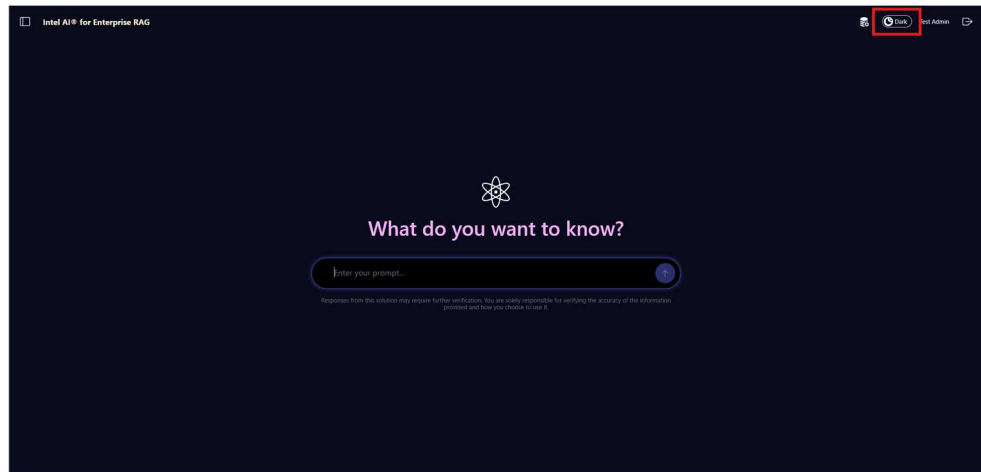 Intel AI® for Enterprise RAG
Dark
Test Admin
What do you want to know?
Enter your prompt...
Responses from this solution may require further verification. You are solely responsible for verifying the accuracy of the information
provided and how you choose to use it.